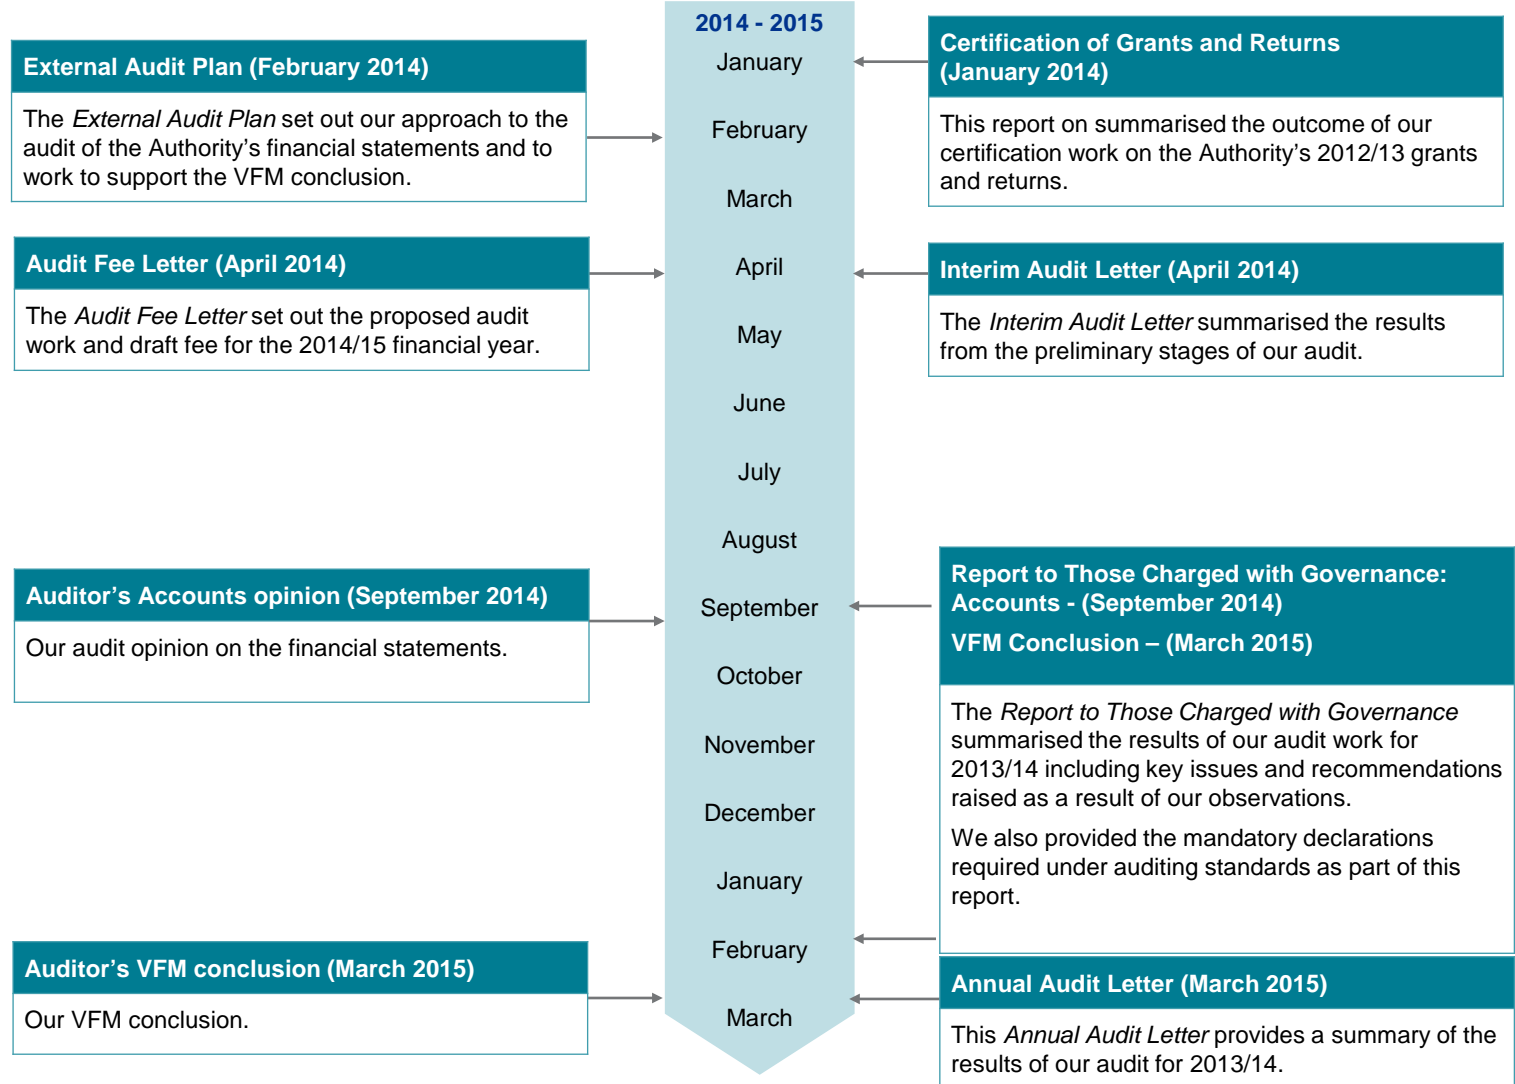 2014 - 2015
January
February
March
April
May
June
July
August
September
October
November
December
January
February
March
External Audit Plan (February 2014)
The External Audit Plan set out our approach to the
audit of the Authority’s financial statements and to
work to support the VFM conclusion.
Audit Fee Letter (April 2014)
The Audit Fee Letter set out the proposed audit
work and draft fee for the 2014/15 financial year.
Auditor’s Accounts opinion (September 2014)
Our audit opinion on the financial statements.
Auditor’s VFM conclusion (March 2015)
Our VFM conclusion.
Certification of Grants and Returns
(January 2014)
This report on summarised the outcome of our
certification work on the Authority’s 2012/13 grants
and returns.
Interim Audit Letter (April 2014)
The Interim Audit Letter summarised the results
from the preliminary stages of our audit.
Report to Those Charged with Governance:
Accounts - (September 2014)
VFM Conclusion – (March 2015)
The Report to Those Charged with Governance
summarised the results of our audit work for
2013/14 including key issues and recommendations
raised as a result of our observations.
We also provided the mandatory declarations
required under auditing standards as part of this
report.
Annual Audit Letter (March 2015)
This Annual Audit Letter provides a summary of the
results of our audit for 2013/14.